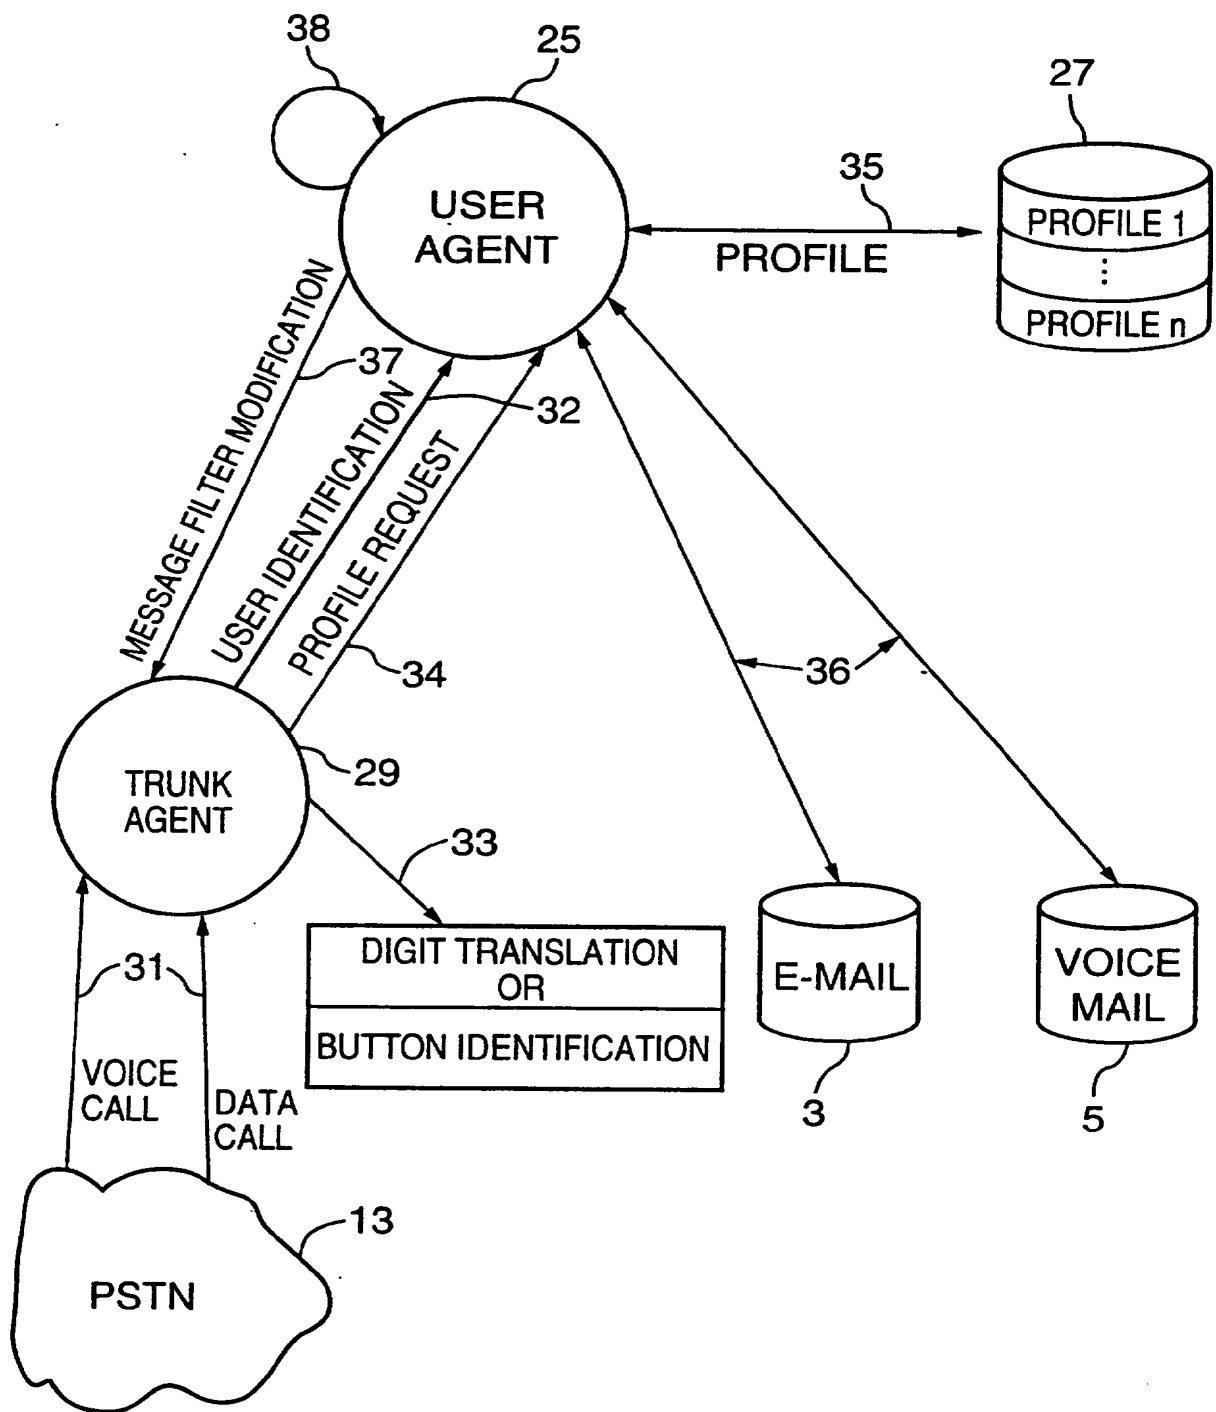 38
25
27
USER
AGENT
35
PROFILE
PROFILE 1
⋮
PROFILE n
MESSAGE FILTER MODIFICATION
37
USER IDENTIFICATION
32
PROFILE REQUEST
34
36
TRUNK
AGENT
29
33
DIGIT TRANSLATION
OR
BUTTON IDENTIFICATION
E-MAIL
3
VOICE
MAIL
5
31
VOICE
CALL
DATA
CALL
13
PSTN